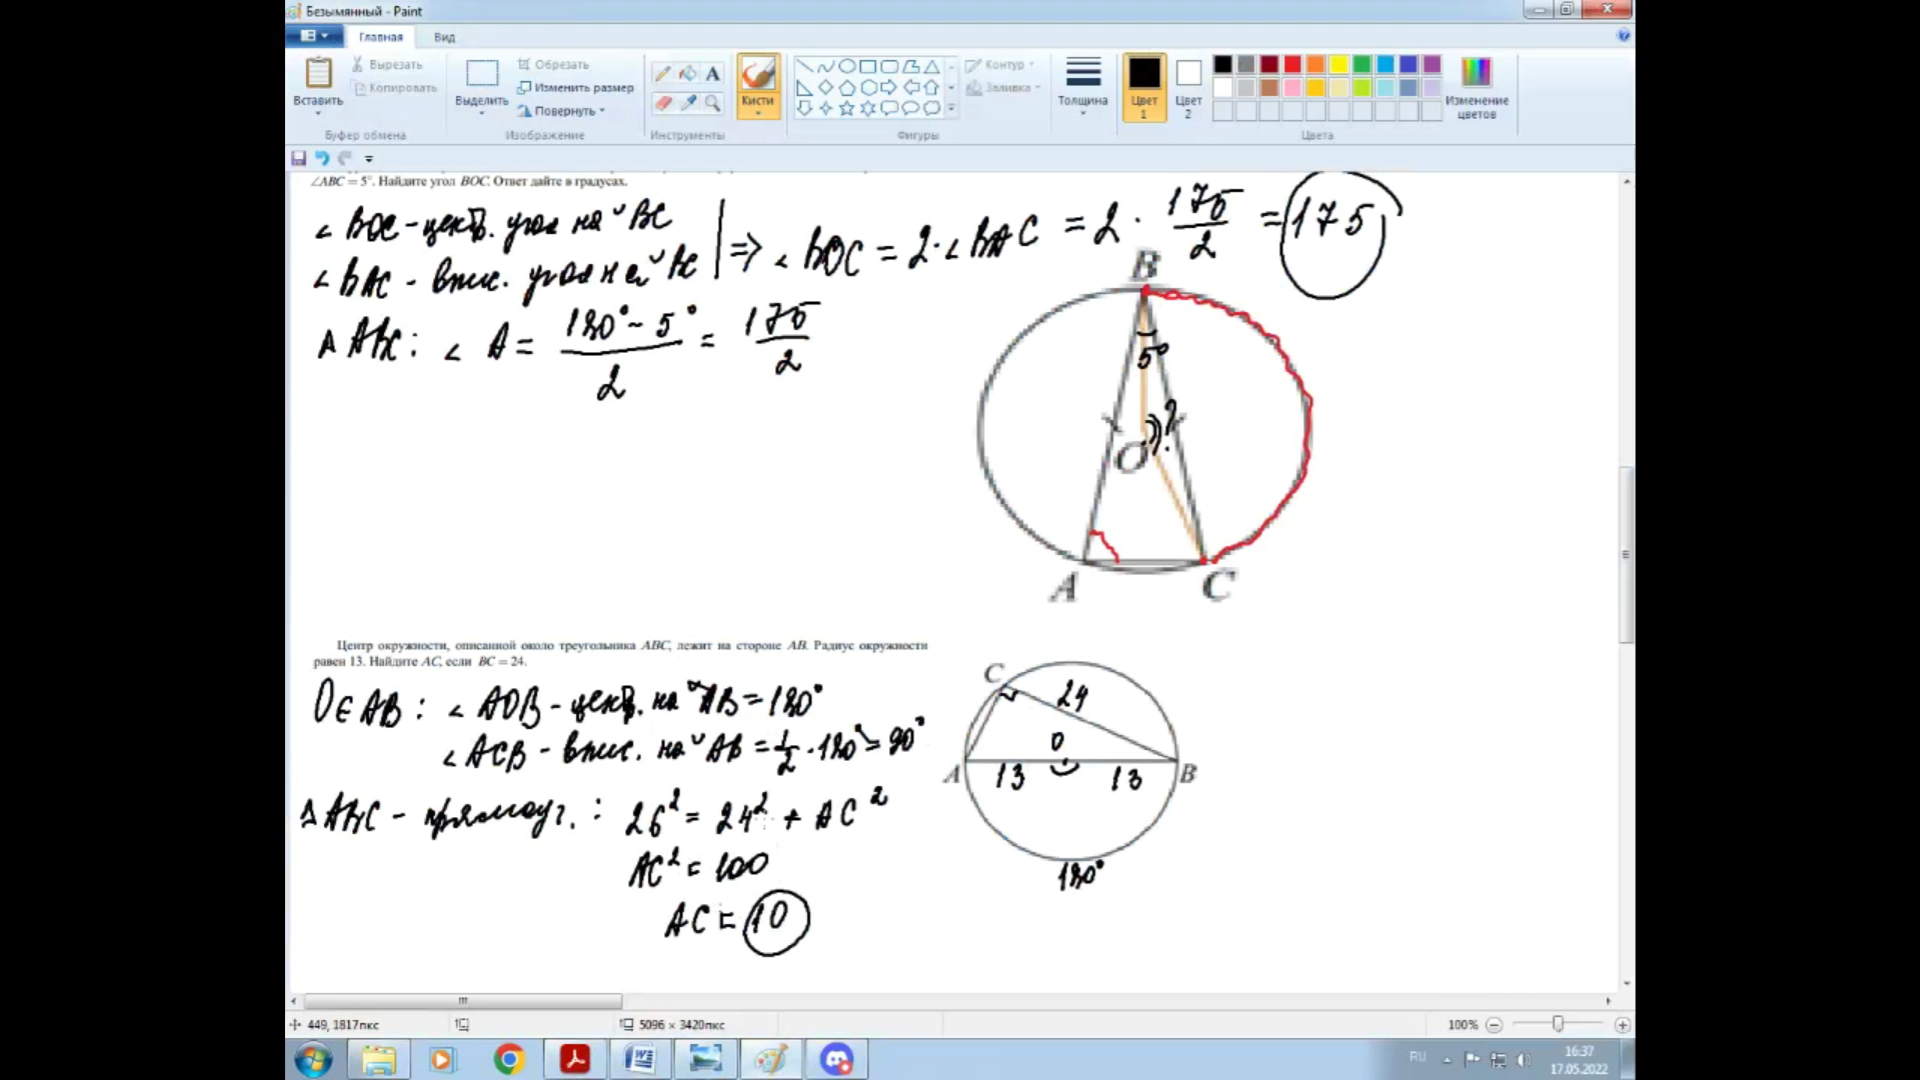 Безымянный - Paint
Главная
Вид
Вставить
Вырезать
Копировать
Буфер обмена
Выделить
Обрезать
Изменить размер
Повернуть
Изображение
A
Инструменты
Кисти
Контур
Заливка
Фигуры
Толщина
Цвет 1
Цвет 2
Изменение цветов
Цвета
∠ABC = 5°. Найдите угол BOC. Ответ дайте в градусах.
∠ BOC - центр. угол на ◡BC
∠ BAC - впис. угол на ◡BC
=> ∠ BOC = 2·∠BAC = 2 · 175/2 = 175
Δ ABC: ∠ A = (180° - 5°)/2 = 175/2
B
5°
?
O
A
C
Центр окружности, описанной около треугольника ABC, лежит на стороне AB. Радиус окружности
равен 13. Найдите AC, если BC = 24.
O∈AB: ∠ AOB - центр. на ◡AB = 180°
∠ ACB - впис. на ◡AB = 1/2 · 180° = 90°
Δ ABC - прямоуг.: 26² = 24² + AC²
AC² = 100
AC = 10
C
24
O
A
13
13
B
180°
449, 1817пкс
5096 × 3420пкс
100%
RU
16:37
17.05.2022